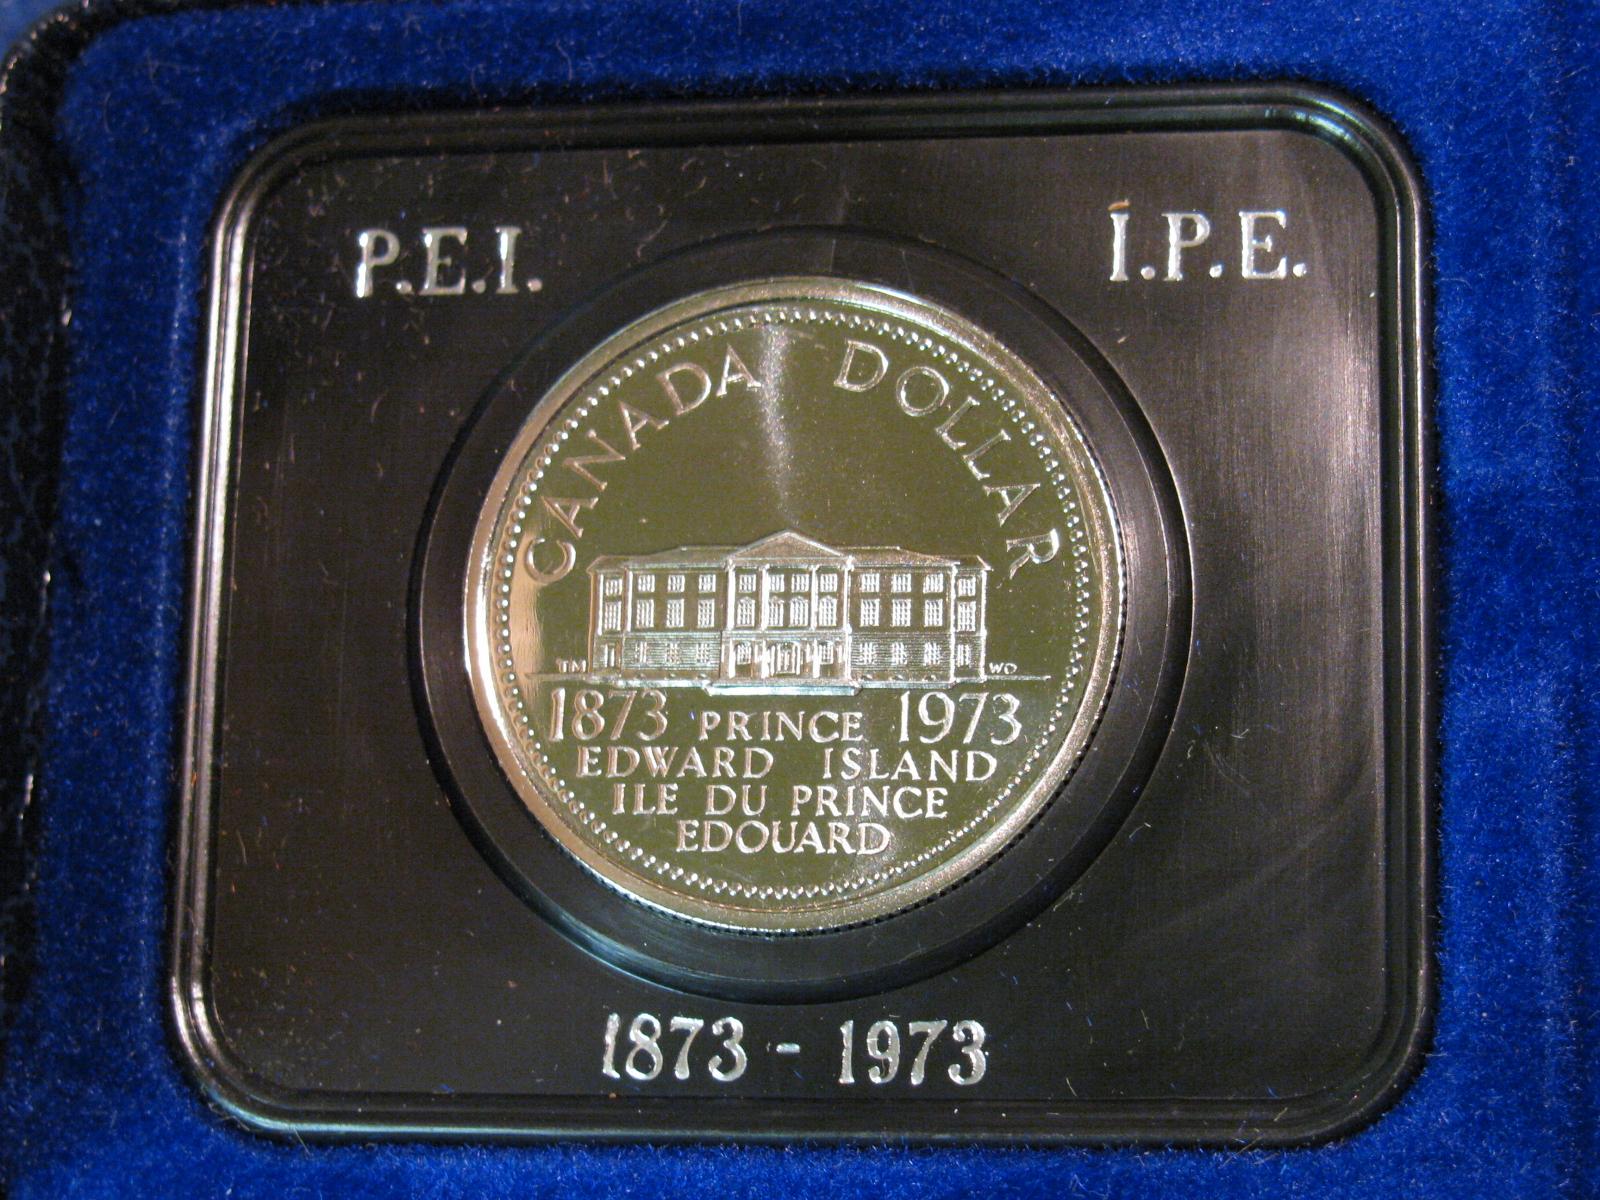 P.E.I.
I.P.E.
CANADA DOLLAR
TM
WD
1873 PRINCE 1973
EDWARD ISLAND
ILE DU PRINCE
EDOUARD
1873 - 1973